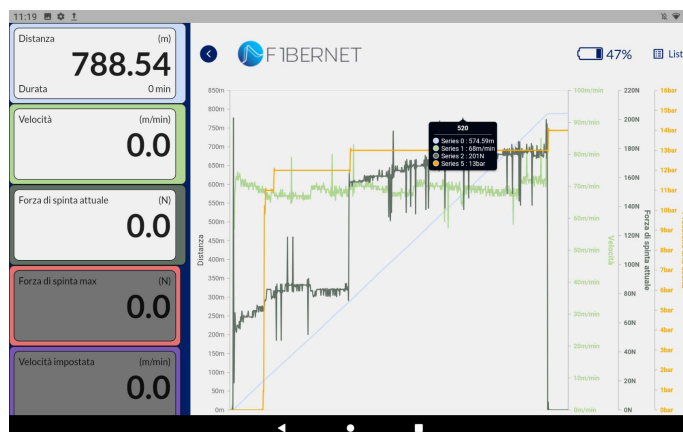 11:19
Distanza (m)
788.54
Durata 0 min
Velocità (m/min)
0.0
Forza di spinta attuale (N)
0.0
Forza di spinta max (N)
0.0
Velocità impostata (m/min)
0.0
F1BERNET
47%
List
850m
800m
750m
700m
650m
600m
550m
500m
450m
400m
350m
300m
250m
200m
150m
100m
50m
0m
Distanza
520
Series 0 : 574.59m
Series 1 : 68m/min
Series 2 : 201N
Series 5 : 13bar
100m/min
90m/min
80m/min
70m/min
60m/min
50m/min
40m/min
30m/min
20m/min
10m/min
0m/min
Velocità
220N
200N
180N
160N
140N
120N
100N
80N
60N
40N
20N
0N
Forza di spinta attuale
16bar
15bar
14bar
13bar
12bar
11bar
10bar
9bar
8bar
7bar
6bar
5bar
4bar
3bar
2bar
1bar
0bar